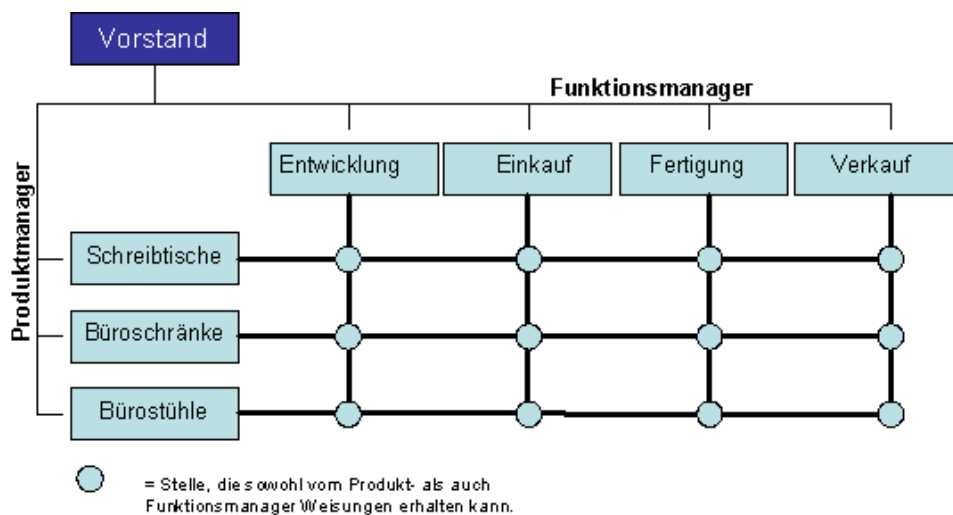 Vorstand
Funktionsmanager
Produktmanager
Entwicklung
Einkauf
Fertigung
Verkauf
Schreibtische
Büroschränke
Bürostühle
= Stelle, die sowohl vom Produkt- als auch
Funktionsmanager Weisungen erhalten kann.